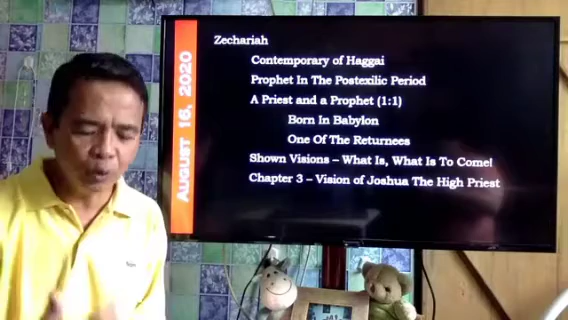 AUGUST 16, 2020
Zechariah
Contemporary of Haggai
Prophet In The Postexilic Period
A Priest and a Prophet (1:1)
Born In Babylon
One Of The Returnees
Shown Visions – What Is, What Is To Come!
Chapter 3 – Vision of Joshua The High Priest